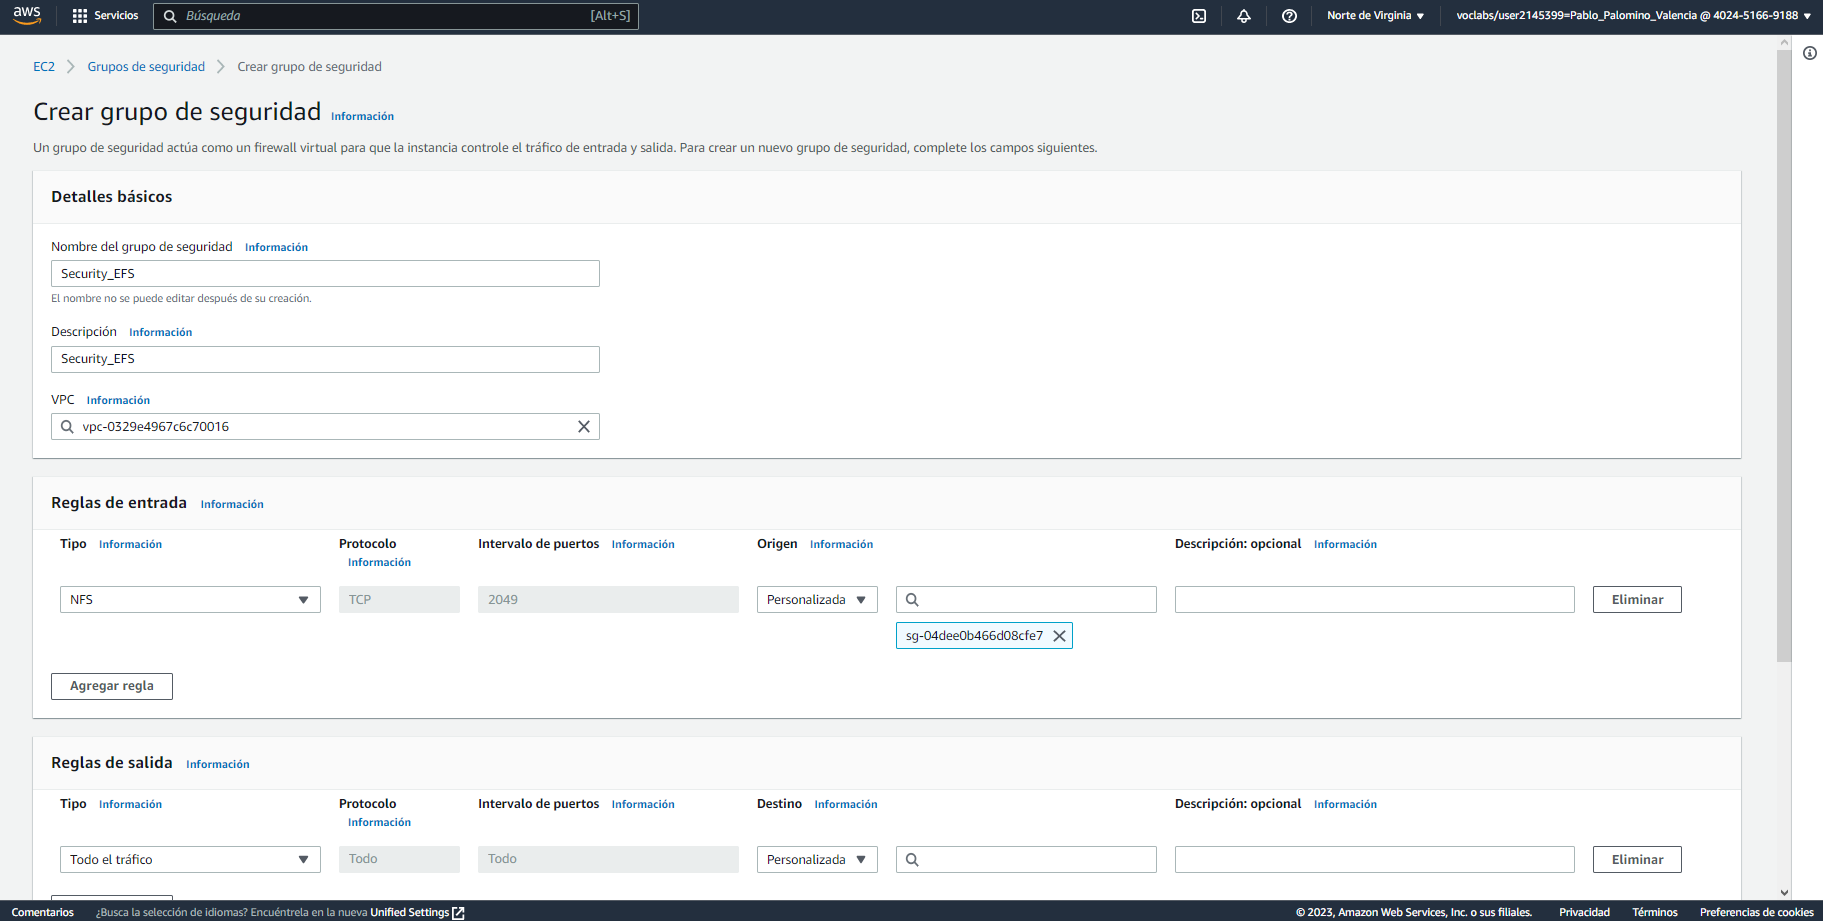 aws Servicios Búsqueda [Alt+S] Norte de Virginia voclabs/user2145399=Pablo_Palomino_Valencia @ 4024-5166-9188
EC2 Grupos de seguridad Crear grupo de seguridad
Crear grupo de seguridad Información
Un grupo de seguridad actúa como un firewall virtual para que la instancia controle el tráfico de entrada y salida. Para crear un nuevo grupo de seguridad, complete los campos siguientes.
Detalles básicos
Nombre del grupo de seguridad Información
Security_EFS
El nombre no se puede editar después de su creación.
Descripción Información
Security_EFS
VPC Información
vpc-0329e4967c6c70016
Reglas de entrada Información
Tipo Información Protocolo Intervalo de puertos Información Origen Información Descripción: opcional Información
Información
NFS TCP 2049 Personalizada Eliminar
sg-04dee0b466d08cfe7
Agregar regla
Reglas de salida Información
Tipo Información Protocolo Intervalo de puertos Información Destino Información Descripción: opcional Información
Información
Todo el tráfico Todo Todo Personalizada Eliminar
Comentarios ¿Busca la selección de idiomas? Encuéntrela en la nueva Unified Settings © 2023, Amazon Web Services, Inc. o sus filiales. Privacidad Términos Preferencias de cookies